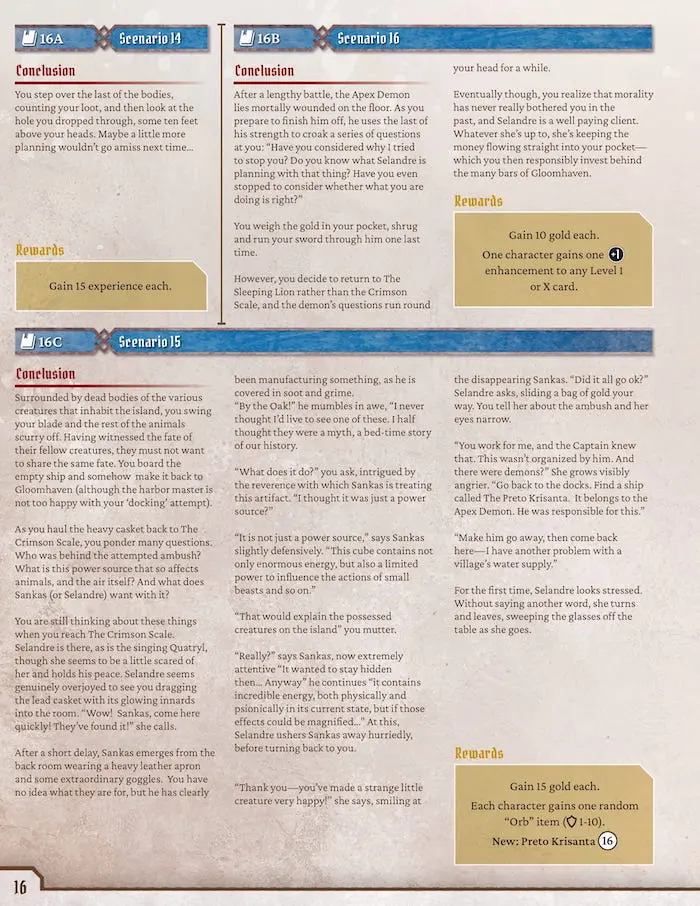 16A
Scenario 14
Conclusion
You step over the last of the bodies,
counting your loot, and then look at the
hole you dropped through, some ten feet
above your heads. Maybe a little more
planning wouldn't go amiss next time...
Rewards
Gain 15 experience each.
16B
Scenario 16
Conclusion
After a lengthy battle, the Apex Demon
lies mortally wounded on the floor. As you
prepare to finish him off, he uses the last of
his strength to croak a series of questions
at you: “Have you considered why I tried
to stop you? Do you know what Selandre is
planning with that thing? Have you even
stopped to consider whether what you are
doing is right?”
You weigh the gold in your pocket, shrug
and run your sword through him one last
time.
However, you decide to return to The
Sleeping Lion rather than the Crimson
Scale, and the demon's questions run round
your head for a while.
Eventually though, you realize that morality
has never really bothered you in the
past, and Selandre is a well paying client.
Whatever she's up to, she's keeping the
money flowing straight into your pocket—
which you then responsibly invest behind
the many bars of Gloomhaven.
Rewards
Gain 10 gold each.
One character gains one +1
enhancement to any Level 1
or X card.
16C
Scenario 15
Conclusion
Surrounded by dead bodies of the various
creatures that inhabit the island, you swing
your blade and the rest of the animals
scurry off. Having witnessed the fate of
their fellow creatures, they must not want
to share the same fate. You board the
empty ship and somehow make it back to
Gloomhaven (although the harbor master is
not too happy with your ‘docking’ attempt).
As you haul the heavy casket back to The
Crimson Scale, you ponder many questions.
Who was behind the attempted ambush?
What is this power source that so affects
animals, and the air itself? And what does
Sankas (or Selandre) want with it?
You are still thinking about these things
when you reach The Crimson Scale.
Selandre is there, as is the singing Quatryl,
though she seems to be a little scared of
her and holds his peace. Selandre seems
genuinely overjoyed to see you dragging
the lead casket with its glowing innards
into the room. “Wow! Sankas, come here
quickly! They've found it!” she calls.
After a short delay, Sankas emerges from the
back room wearing a heavy leather apron
and some extraordinary goggles. You have
no idea what they are for, but he has clearly
been manufacturing something, as he is
covered in soot and grime.
“By the Oak!” he mumbles in awe, “I never
thought I'd live to see one of these. I half
thought they were a myth, a bed-time story
of our history.
“What does it do?” you ask, intrigued by
the reverence with which Sankas is treating
this artifact. “I thought it was just a power
source?”
“It is not just a power source,” says Sankas
slightly defensively. “This cube contains not
only enormous energy, but also a limited
power to influence the actions of small
beasts and so on.”
“That would explain the possessed
creatures on the island” you mutter.
“Really?” says Sankas, now extremely
attentive “It wanted to stay hidden
then... Anyway” he continues “it contains
incredible energy, both physically and
psionically in its current state, but if those
effects could be magnified...” At this,
Selandre ushers Sankas away hurriedly,
before turning back to you.
“Thank you—you've made a strange little
creature very happy!” she says, smiling at
the disappearing Sankas. “Did it all go ok?”
Selandre asks, sliding a bag of gold your
way. You tell her about the ambush and her
eyes narrow.
“You work for me, and the Captain knew
that. This wasn't organized by him. And
there were demons?” She grows visibly
angrier. “Go back to the docks. Find a ship
called The Preto Krisanta. It belongs to the
Apex Demon. He was responsible for this.”
“Make him go away, then come back
here—I have another problem with a
village's water supply.”
For the first time, Selandre looks stressed.
Without saying another word, she turns
and leaves, sweeping the glasses off the
table as she goes.
Rewards
Gain 15 gold each.
Each character gains one random
“Orb” item (1-10).
New: Preto Krisanta 16
16